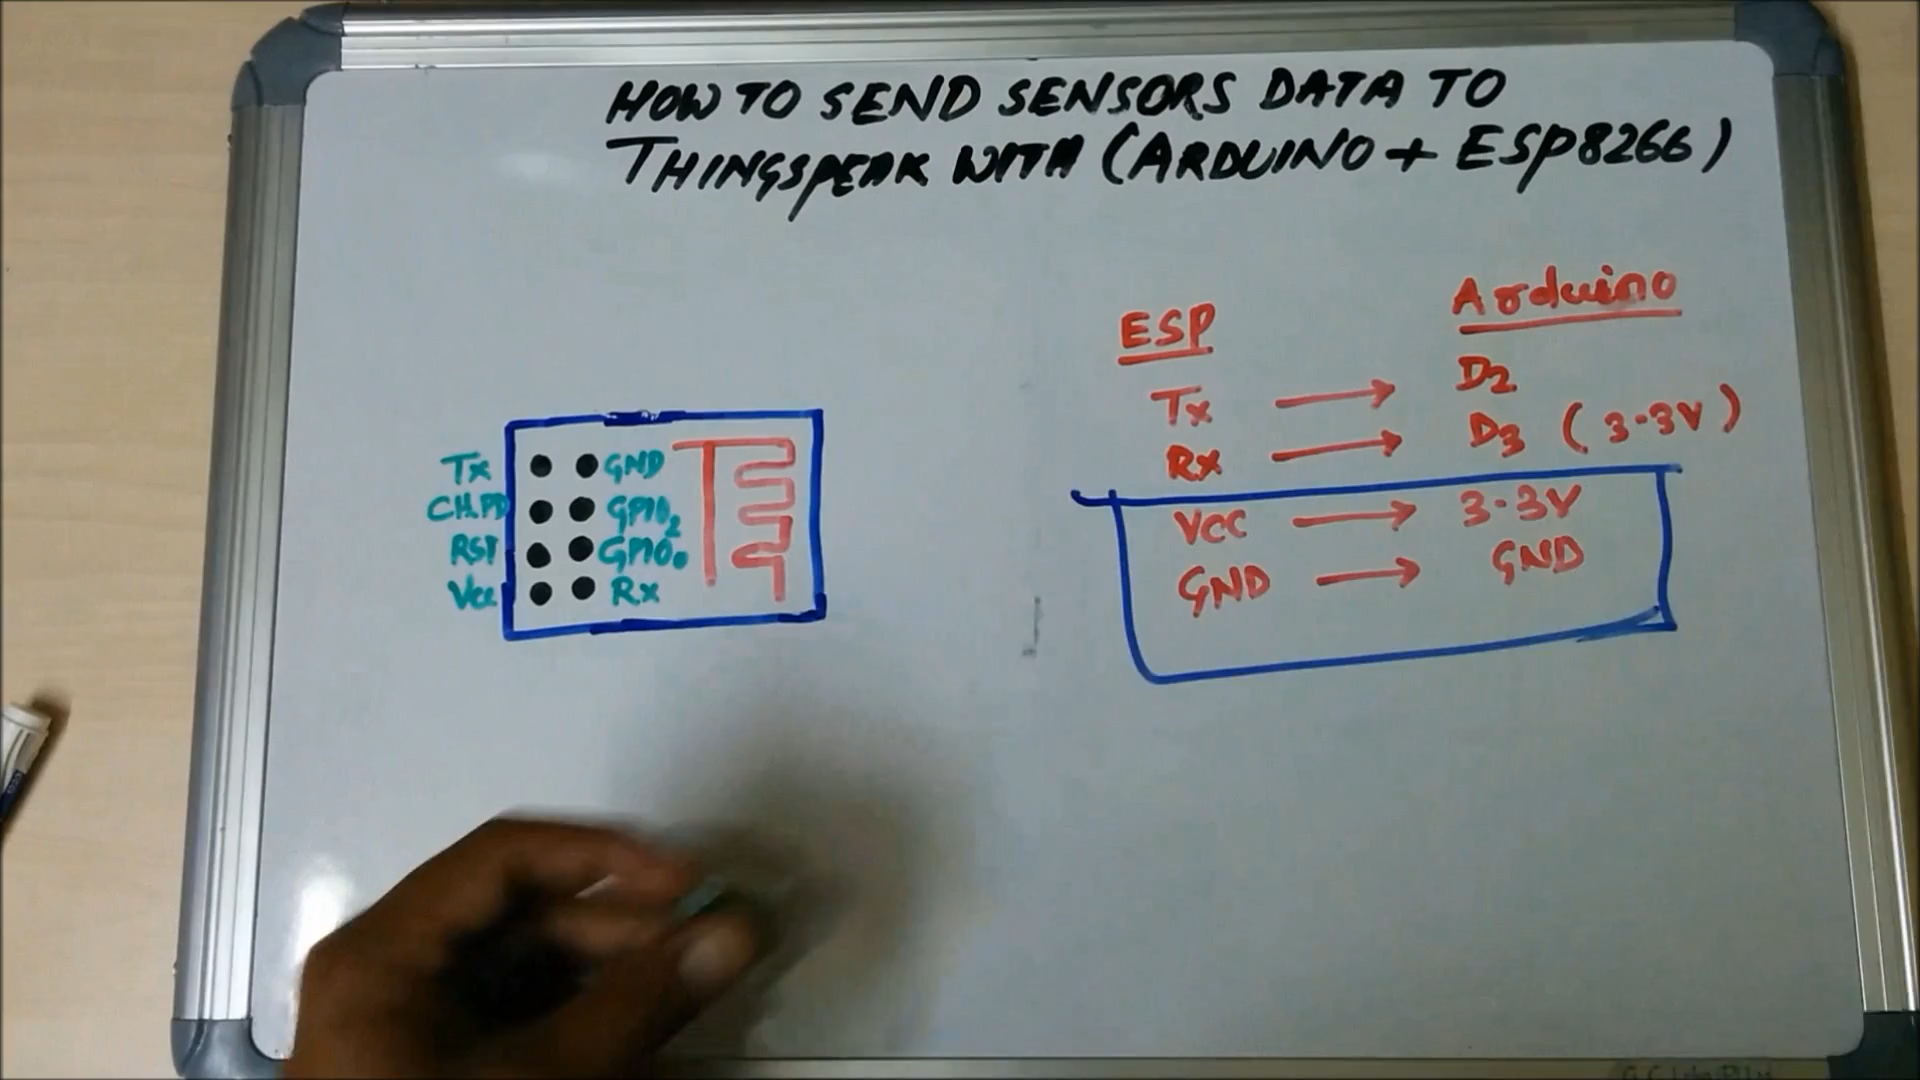 HOW TO SEND SENSORS DATA TO
THINGSPEAK WITH (ARDUINO + ESP8266)
ESP Arduino
Tx → D2
Rx → D3 (3.3V)
VCC → 3.3V
GND → GND
Tx GND
CH.PD GPIO2
RST GPIO0
Vcc Rx